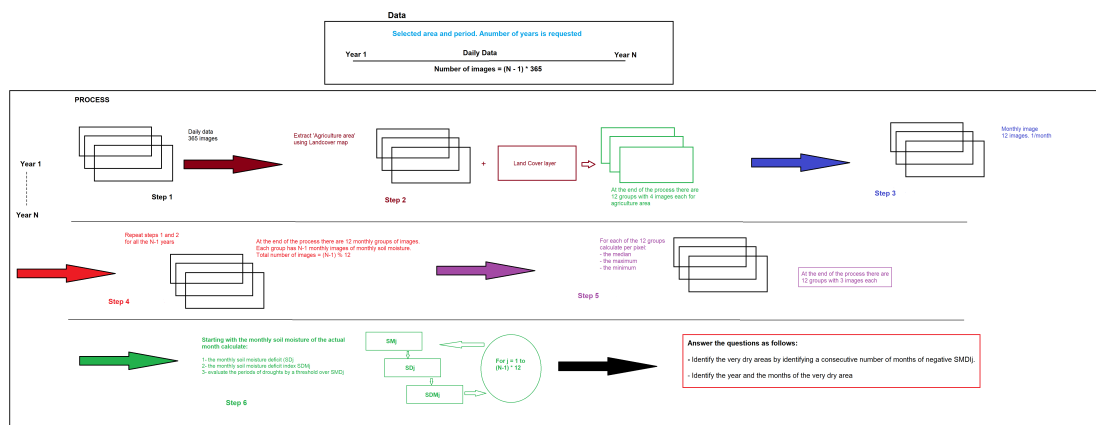 Data
Selected area and period. Anumber of years is requested
Year 1
Daily Data
Year N
Number of images = (N - 1) * 365
PROCESS
Year 1
Year N
Daily data
365 images
Step 1
Extract 'Agriculture area'
using Landcover map
Step 2
+
Land Cover layer
At the end of the process there are
12 groups with 4 images each for
agriculture area
Step 3
Monthly image
12 images. 1/month
Repeat steps 1 and 2
for all the N-1 years
Step 4
At the end of the process there are 12 monthly groups of images.
Each group has N-1 monthly images of monthly soil moisture
Total number of images = (N-1) % 12
For each of the 12 groups
calculate per pixel:
- the median
- the maximum
- the minimum
Step 5
At the end of the process there are
12 groups with 3 images each
Starting with the monthly soil moisture of the actual
month calculate:
1- the monthly soil moisture deficit (SDj
2- the monthly soil moisture deficit index SDMj
3- evaluate the periods of droughts by a threshold over SMDj
Step 6
SMj
SDj
SDMj
For j = 1 to
(N-1) * 12
Answer the questions as follows:
- Identify the very dry areas by identifying a consecutive number of months of negative SMDIj.
- Identify the year and the months of the very dry area